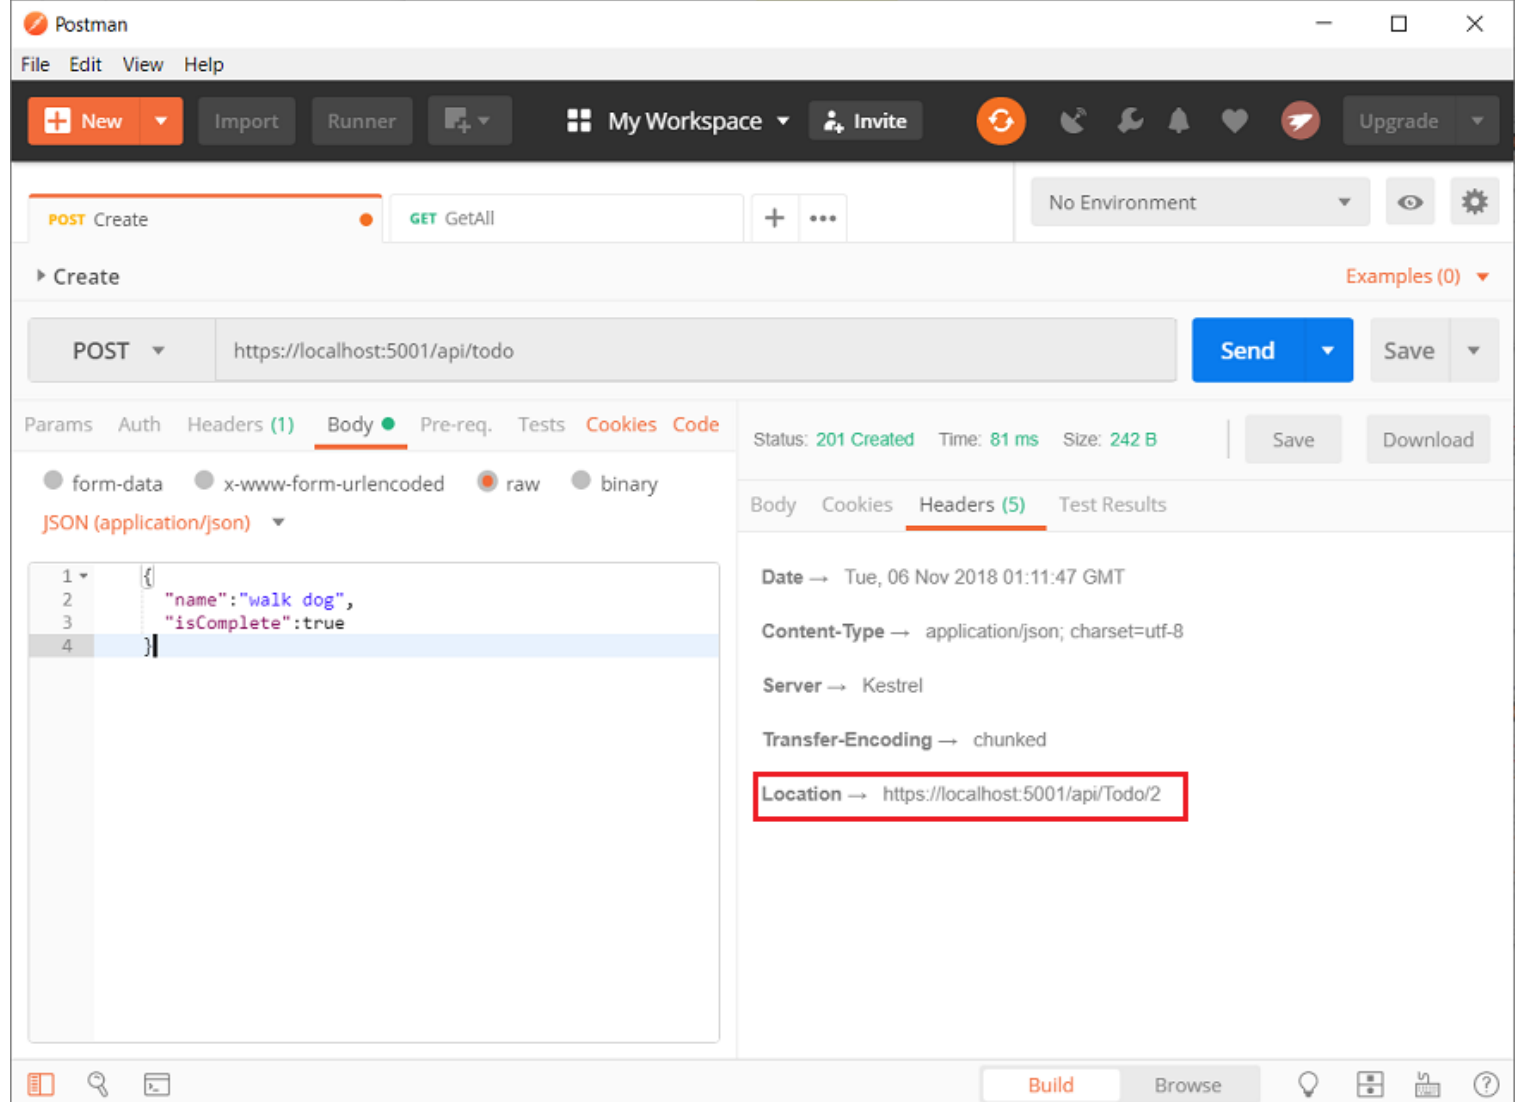 Postman
File Edit View Help
New Import Runner My Workspace Invite Upgrade
POST Create GET GetAll No Environment
Create Examples (0)
POST https://localhost:5001/api/todo Send Save
Params Auth Headers (1) Body Pre-req. Tests Cookies Code
form-data x-www-form-urlencoded raw binary
JSON (application/json)
1 {
2 "name":"walk dog",
3 "isComplete":true
4 }
Status: 201 Created Time: 81 ms Size: 242 B Save Download
Body Cookies Headers (5) Test Results
Date → Tue, 06 Nov 2018 01:11:47 GMT
Content-Type → application/json; charset=utf-8
Server → Kestrel
Transfer-Encoding → chunked
Location → https://localhost:5001/api/Todo/2
Build Browse